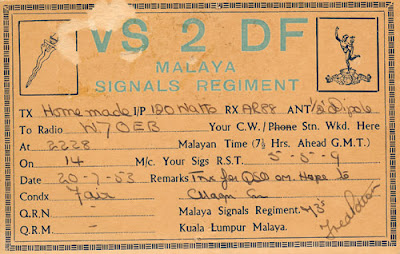 VS 2 DF
MALAYA
SIGNALS REGIMENT
TX Home made I/P 120 Watts RX AR88 ANT ½ Dipole
To Radio W7OEB Your C.W./Phone Stn. Wkd. Here
At 2228 Malayan Time (7½ Hrs. Ahead G.M.T.)
On 14 M/c. Your Sigs R.S.T. 5-5-9
Date 20-7-53 Remarks Tnx for QSO om. Hope to
Condx Fair Cuagn
Q.R.N. - Malaya Signals Regiment. 73's
Q.R.M. - Kuala Lumpur Malaya.